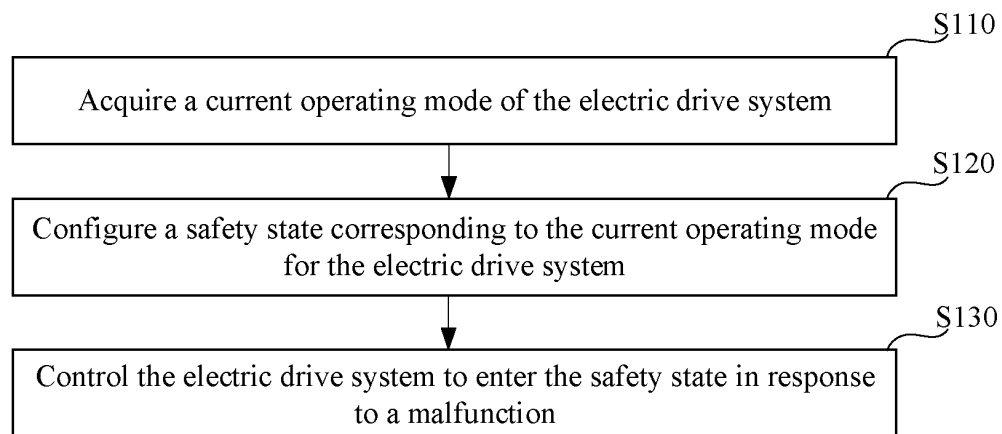 S110
Acquire a current operating mode of the electric drive system
S120
Configure a safety state corresponding to the current operating mode
for the electric drive system
S130
Control the electric drive system to enter the safety state in response
to a malfunction